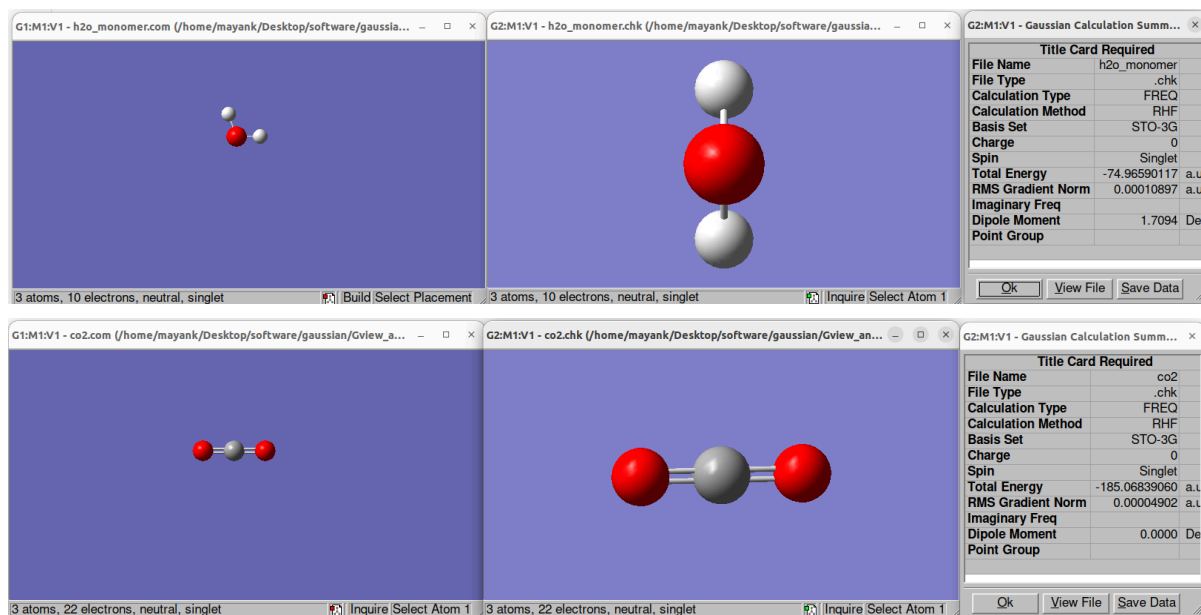 G1:M1:V1 - h2o_monomer.com (/home/mayank/Desktop/software/gaussia...
3 atoms, 10 electrons, neutral, singlet
Build Select Placement
G2:M1:V1 - h2o_monomer.chk (/home/mayank/Desktop/software/gaussia...
3 atoms, 10 electrons, neutral, singlet
Inquire Select Atom 1
G2:M1:V1 - Gaussian Calculation Summ...
Title Card Required
File Name h2o_monomer
File Type .chk
Calculation Type FREQ
Calculation Method RHF
Basis Set STO-3G
Charge 0
Spin Singlet
Total Energy -74.96590117 a.u
RMS Gradient Norm 0.00010897 a.u
Imaginary Freq
Dipole Moment 1.7094 De
Point Group
Ok View File Save Data
G1:M1:V1 - co2.com (/home/mayank/Desktop/software/gaussian/Gview_a...
3 atoms, 22 electrons, neutral, singlet
Inquire Select Atom 1
G2:M1:V1 - co2.chk (/home/mayank/Desktop/software/gaussian/Gview_an...
3 atoms, 22 electrons, neutral, singlet
Inquire Select Atom 1
G2:M1:V1 - Gaussian Calculation Summ...
Title Card Required
File Name co2
File Type .chk
Calculation Type FREQ
Calculation Method RHF
Basis Set STO-3G
Charge 0
Spin Singlet
Total Energy -185.06839060 a.u
RMS Gradient Norm 0.00004902 a.u
Imaginary Freq
Dipole Moment 0.0000 De
Point Group
Ok View File Save Data